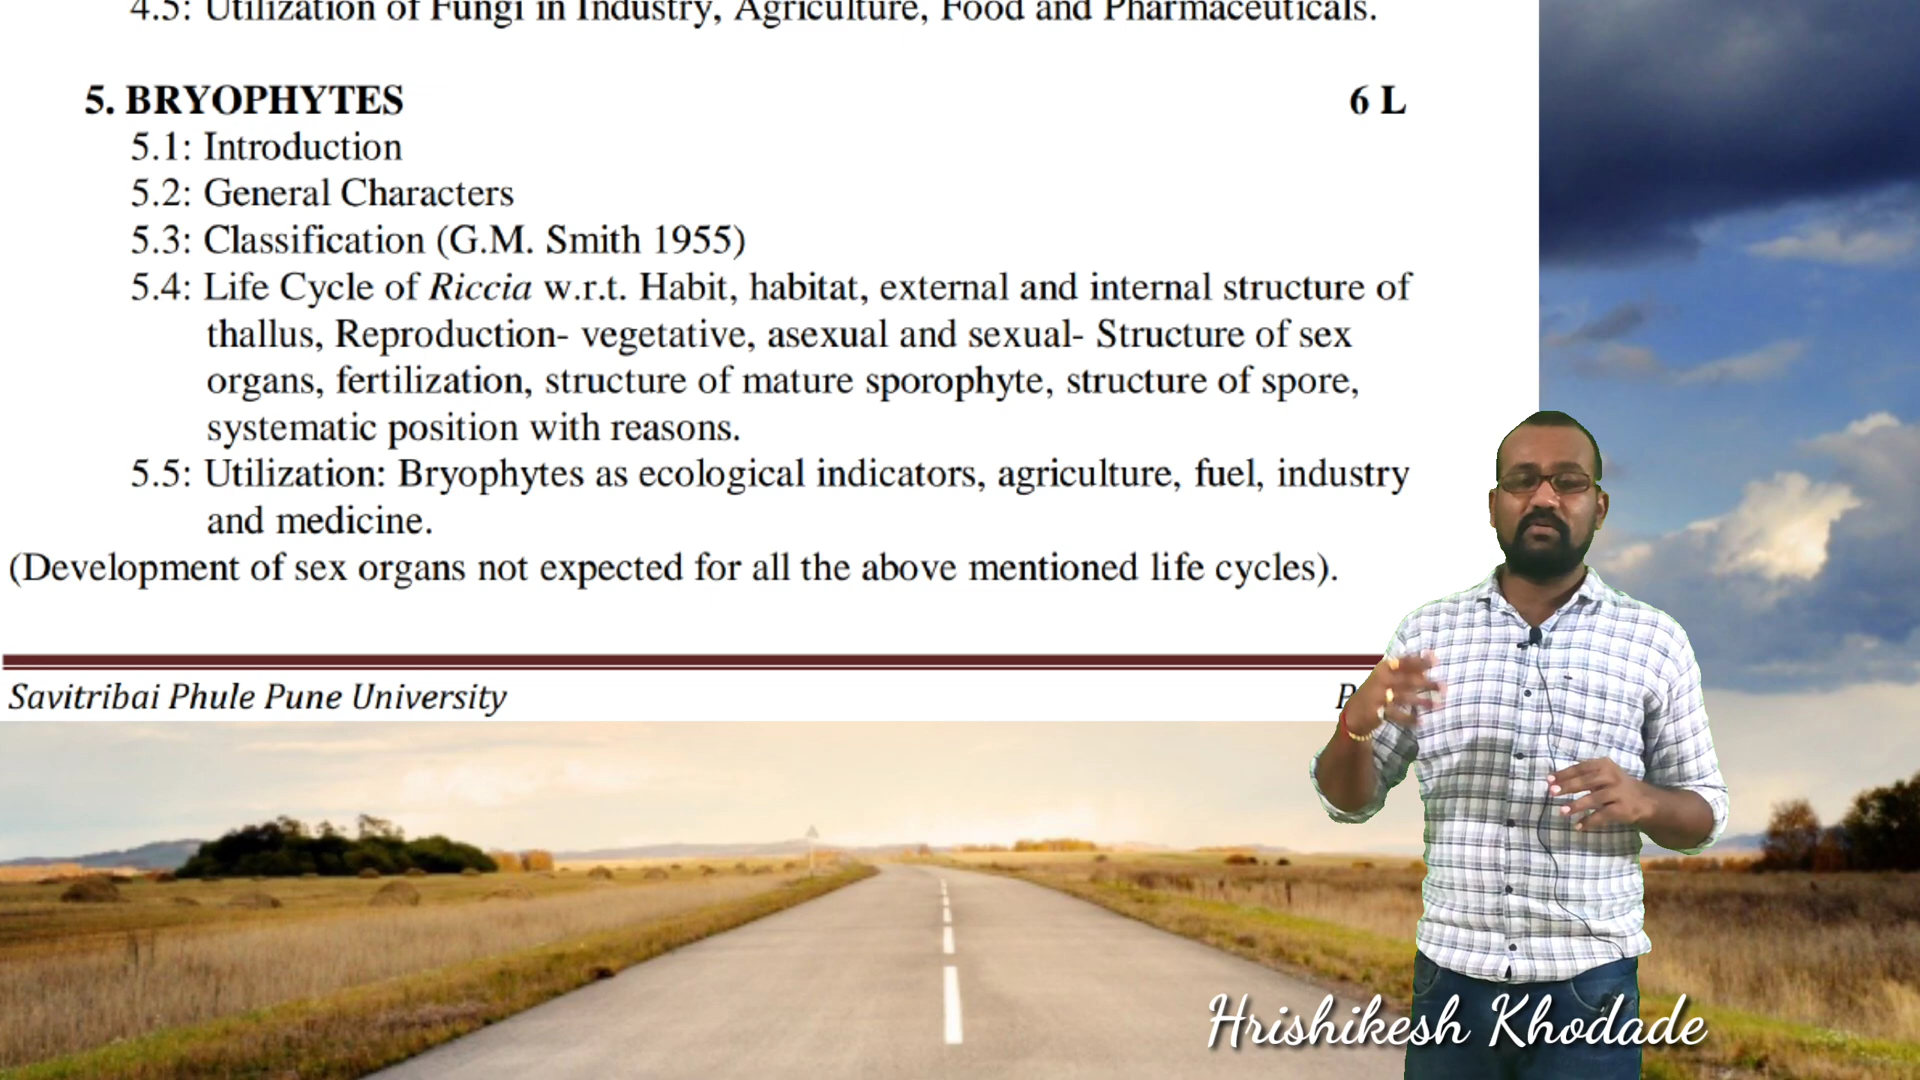 4.5: Utilization of Fungi in Industry, Agriculture, Food and Pharmaceuticals.
5. BRYOPHYTES 6 L
5.1: Introduction
5.2: General Characters
5.3: Classification (G.M. Smith 1955)
5.4: Life Cycle of Riccia w.r.t. Habit, habitat, external and internal structure of
thallus, Reproduction- vegetative, asexual and sexual- Structure of sex
organs, fertilization, structure of mature sporophyte, structure of spore,
systematic position with reasons.
5.5: Utilization: Bryophytes as ecological indicators, agriculture, fuel, industry
and medicine.
(Development of sex organs not expected for all the above mentioned life cycles).
Savitribai Phule Pune University
Hrishikesh Khodade